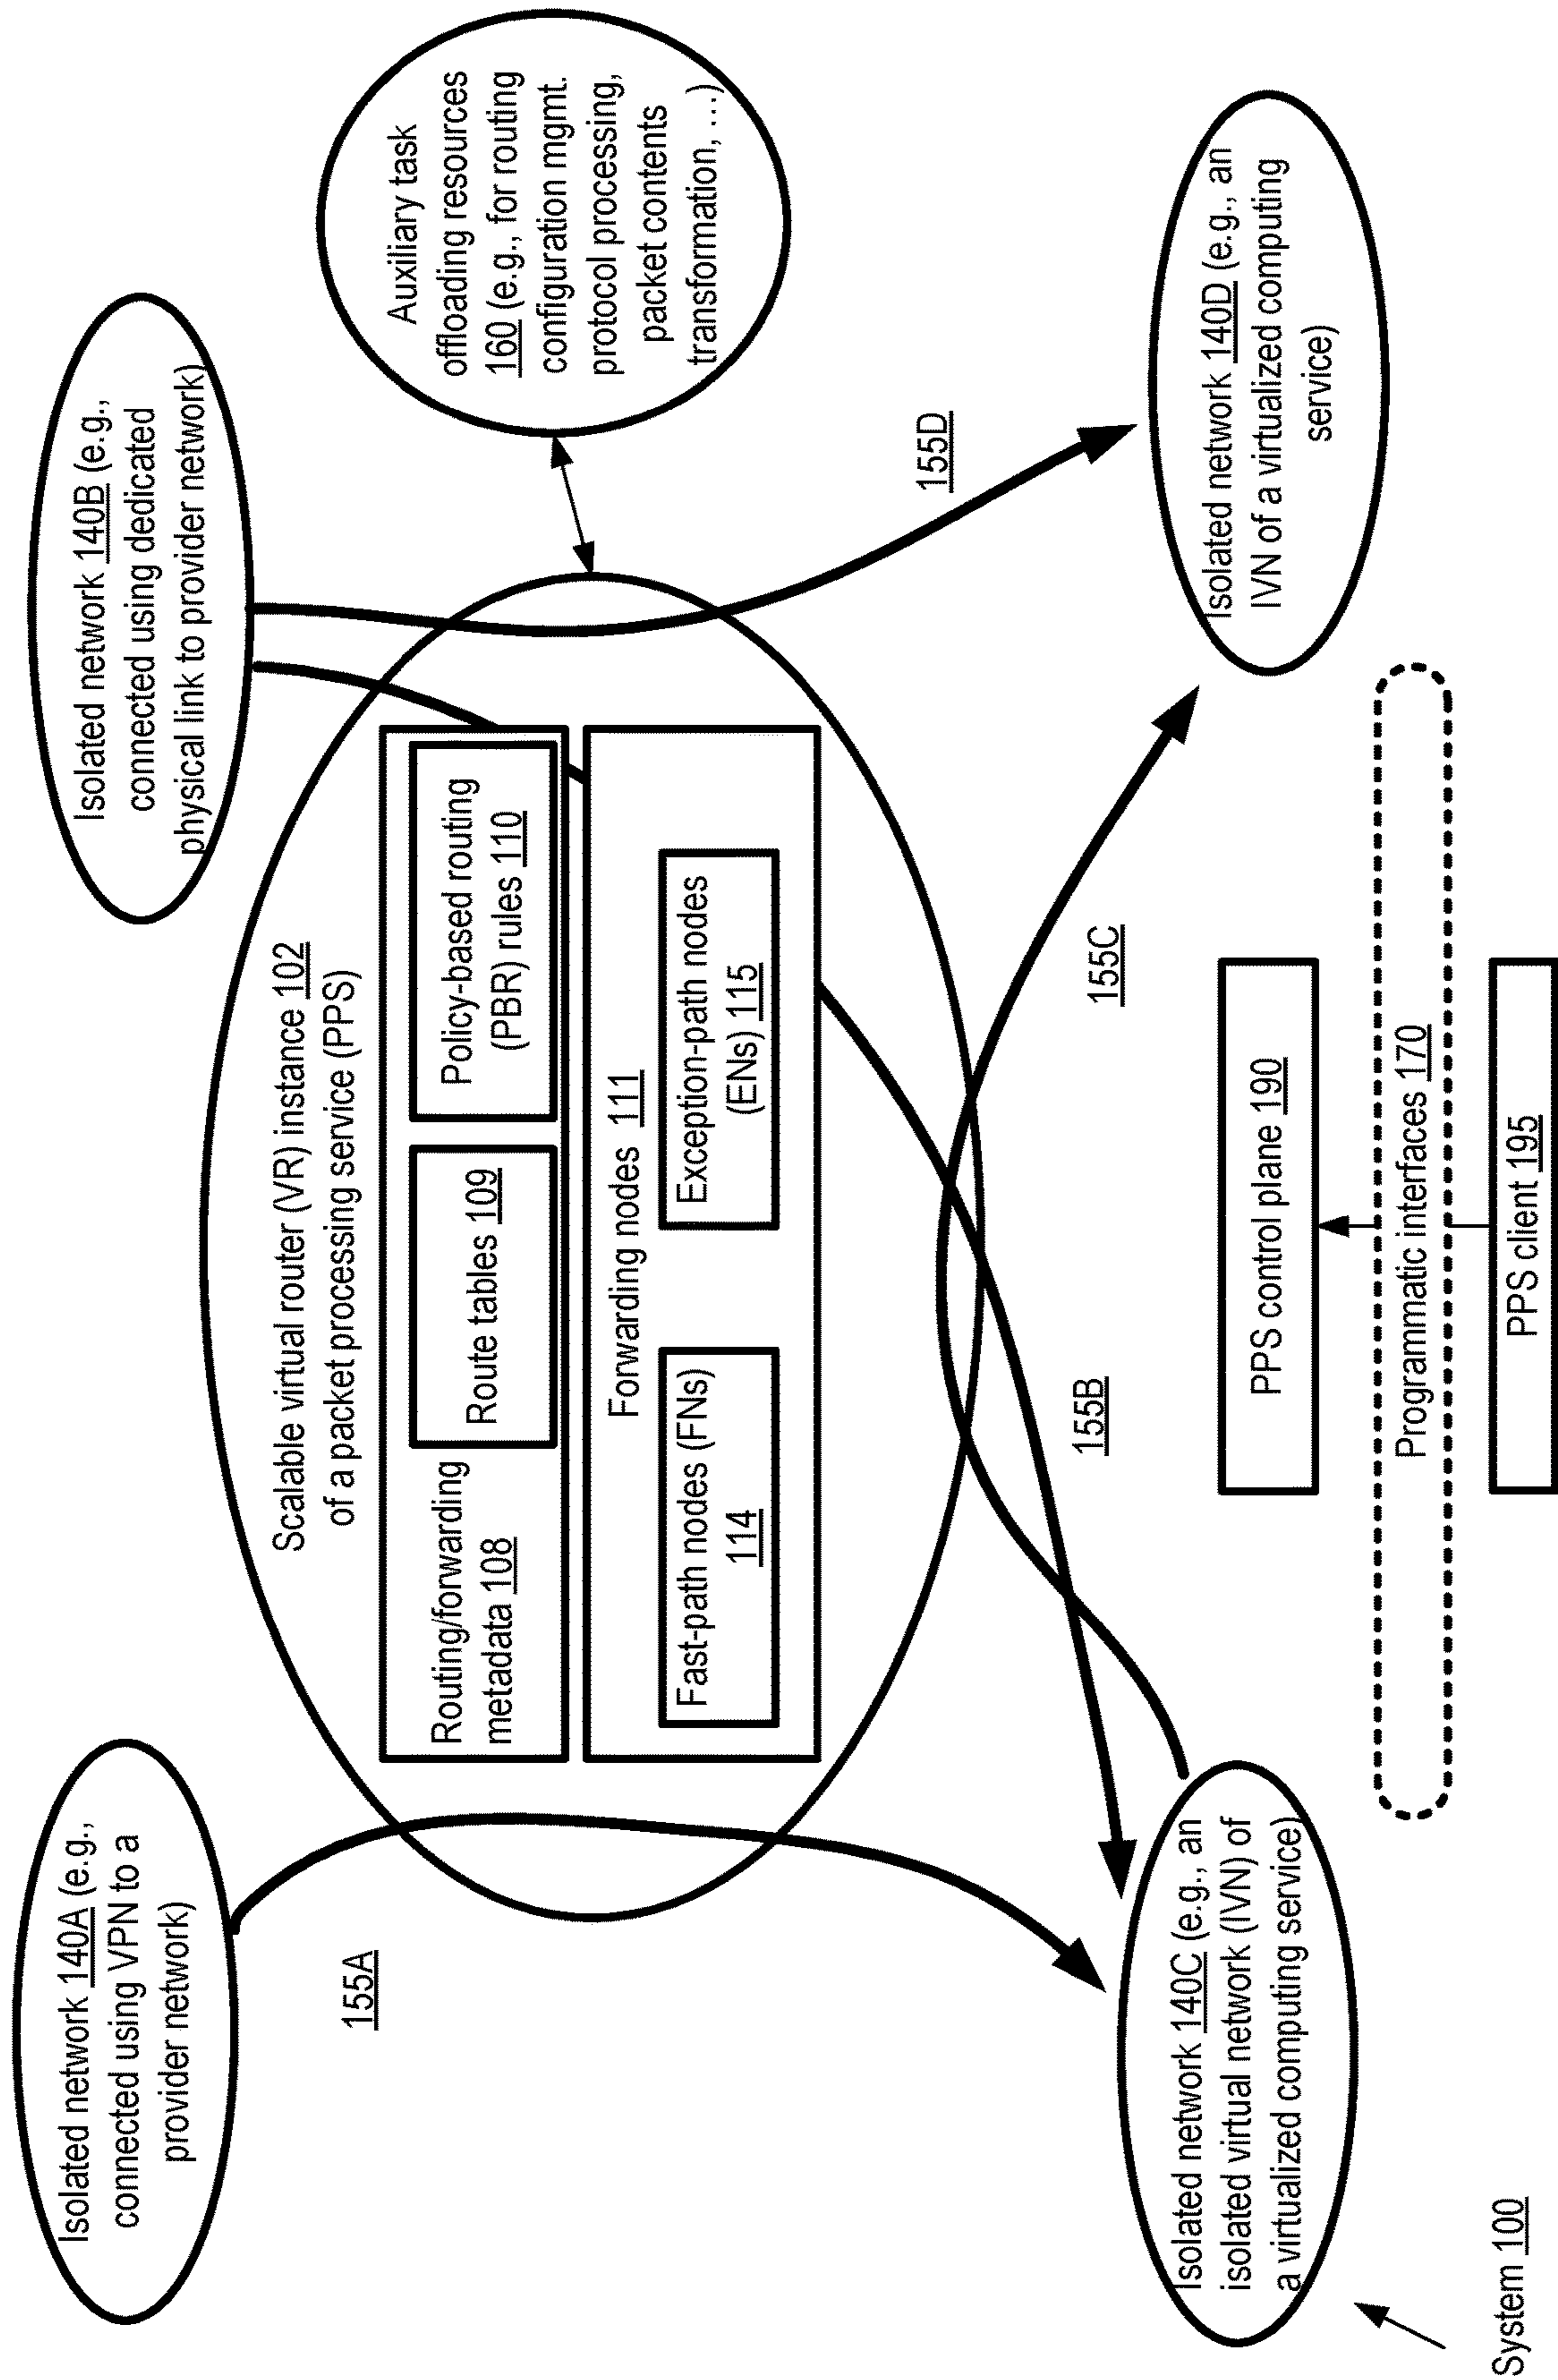 Isolated network 140A (e.g.,
connected using VPN to a
provider network)
Isolated network 140B (e.g.,
connected using dedicated
physical link to provider network)
155A
Scalable virtual router (VR) instance 102
of a packet processing service (PPS)
Routing/forwarding
metadata 108
Route tables 109
Policy-based routing
(PBR) rules 110
Forwarding nodes 111
Fast-path nodes (FNs)
114
Exception-path nodes
(ENs) 115
Auxiliary task
offloading resources
160 (e.g., for routing
configuration mgmt.
protocol processing,
packet contents
transformation, …)
155D
155B
155C
Isolated network 140C (e.g., an
isolated virtual network (IVN) of
a virtualized computing service)
Isolated network 140D (e.g., an
IVN of a virtualized computing
service)
PPS control plane 190
Programmatic interfaces 170
PPS client 195
System 100